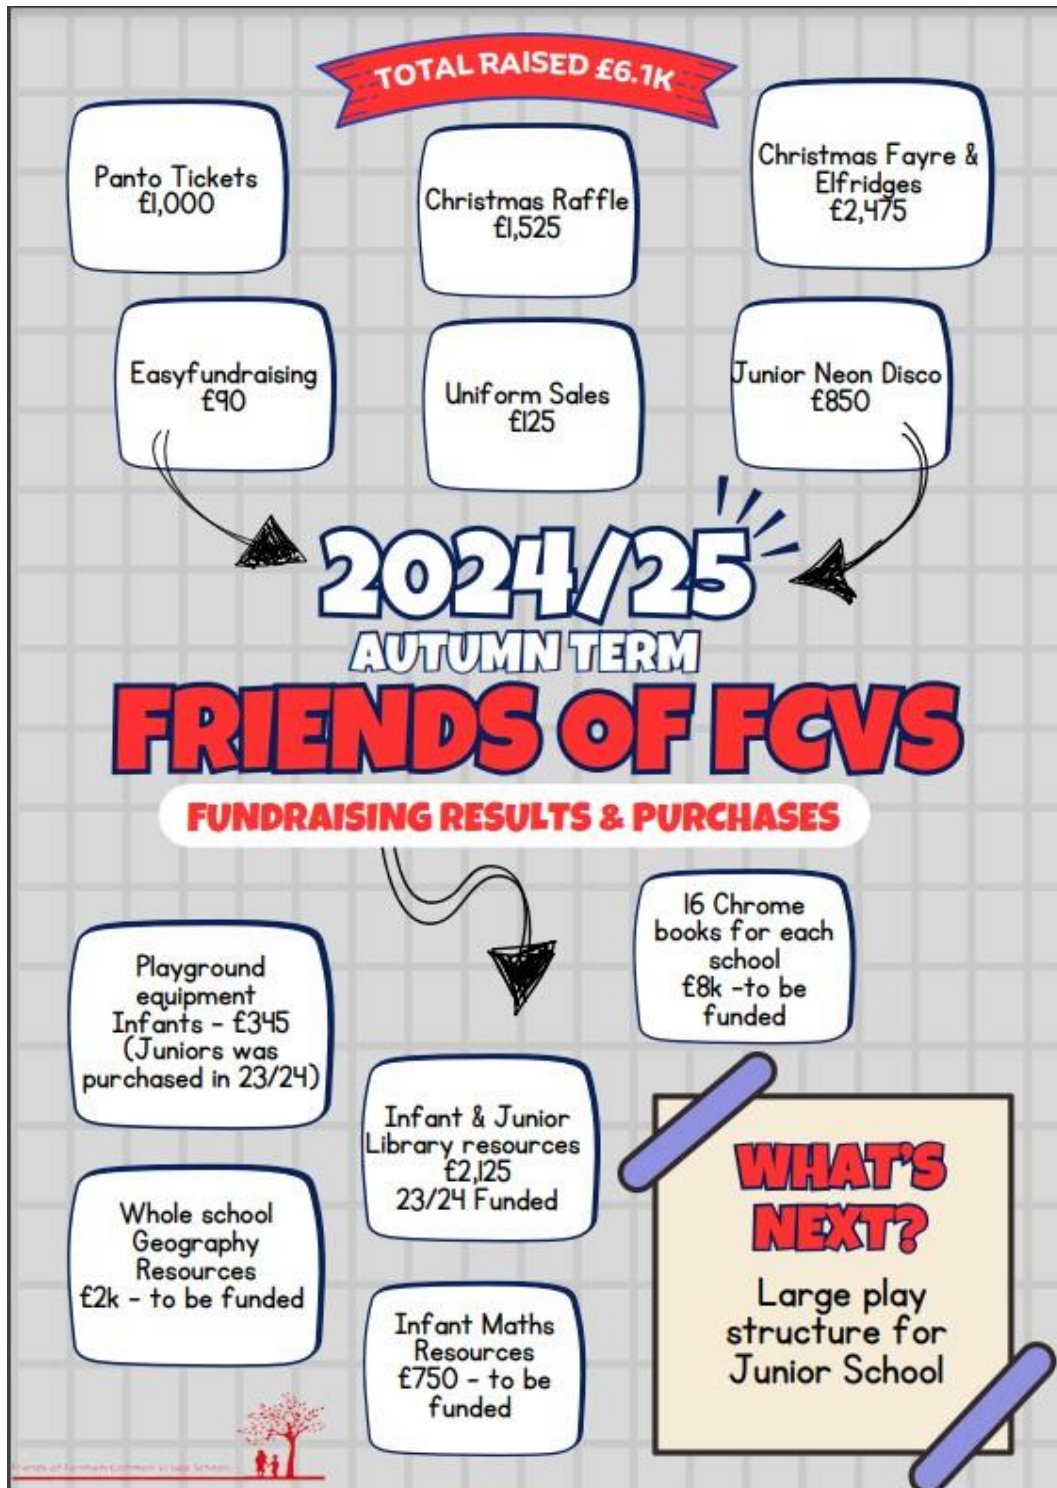 TOTAL RAISED £6.1K
Panto Tickets
£1,000
Christmas Raffle
£1,525
Christmas Fayre &
Elfridges
£2,475
Easyfundraising
£90
Uniform Sales
£125
Junior Neon Disco
£850
2024/25
AUTUMN TERM
FRIENDS OF FCVS
FUNDRAISING RESULTS & PURCHASES
16 Chrome
books for each
school
£8k -to be
funded
Playground
equipment
Infants - £345
(Juniors was
purchased in 23/24)
Infant & Junior
Library resources
£2,125
23/24 Funded
Whole school
Geography
Resources
£2k - to be funded
Infant Maths
Resources
£750 - to be
funded
WHAT'S
NEXT?
Large play
structure for
Junior School